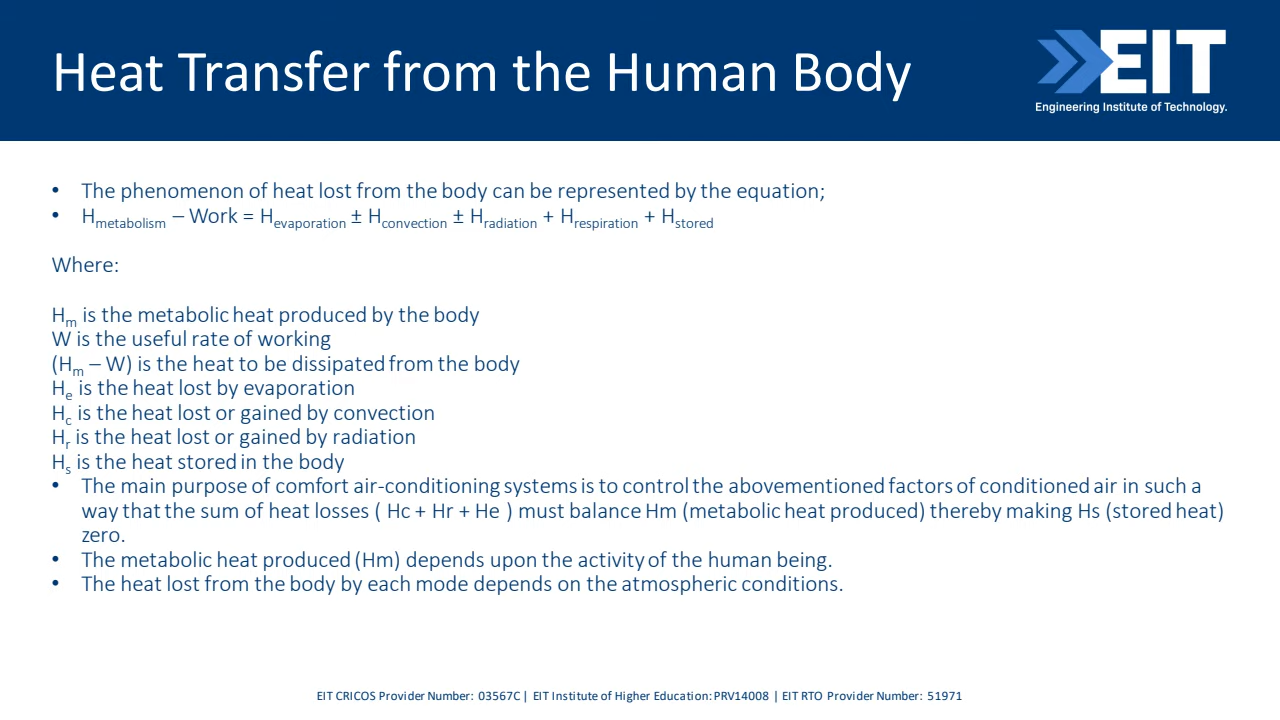 Heat Transfer from the Human Body
EIT
Engineering Institute of Technology.
• The phenomenon of heat lost from the body can be represented by the equation;
• Hmetabolism – Work = Hevaporation ± Hconvection ± Hradiation + Hrespiration + Hstored
Where:
Hm is the metabolic heat produced by the body
W is the useful rate of working
(Hm – W) is the heat to be dissipated from the body
He is the heat lost by evaporation
Hc is the heat lost or gained by convection
Hr is the heat lost or gained by radiation
Hs is the heat stored in the body
• The main purpose of comfort air-conditioning systems is to control the abovementioned factors of conditioned air in such a
way that the sum of heat losses ( Hc + Hr + He ) must balance Hm (metabolic heat produced) thereby making Hs (stored heat)
zero.
• The metabolic heat produced (Hm) depends upon the activity of the human being.
• The heat lost from the body by each mode depends on the atmospheric conditions.
EIT CRICOS Provider Number: 03567C | EIT Institute of Higher Education: PRV14008 | EIT RTO Provider Number: 51971